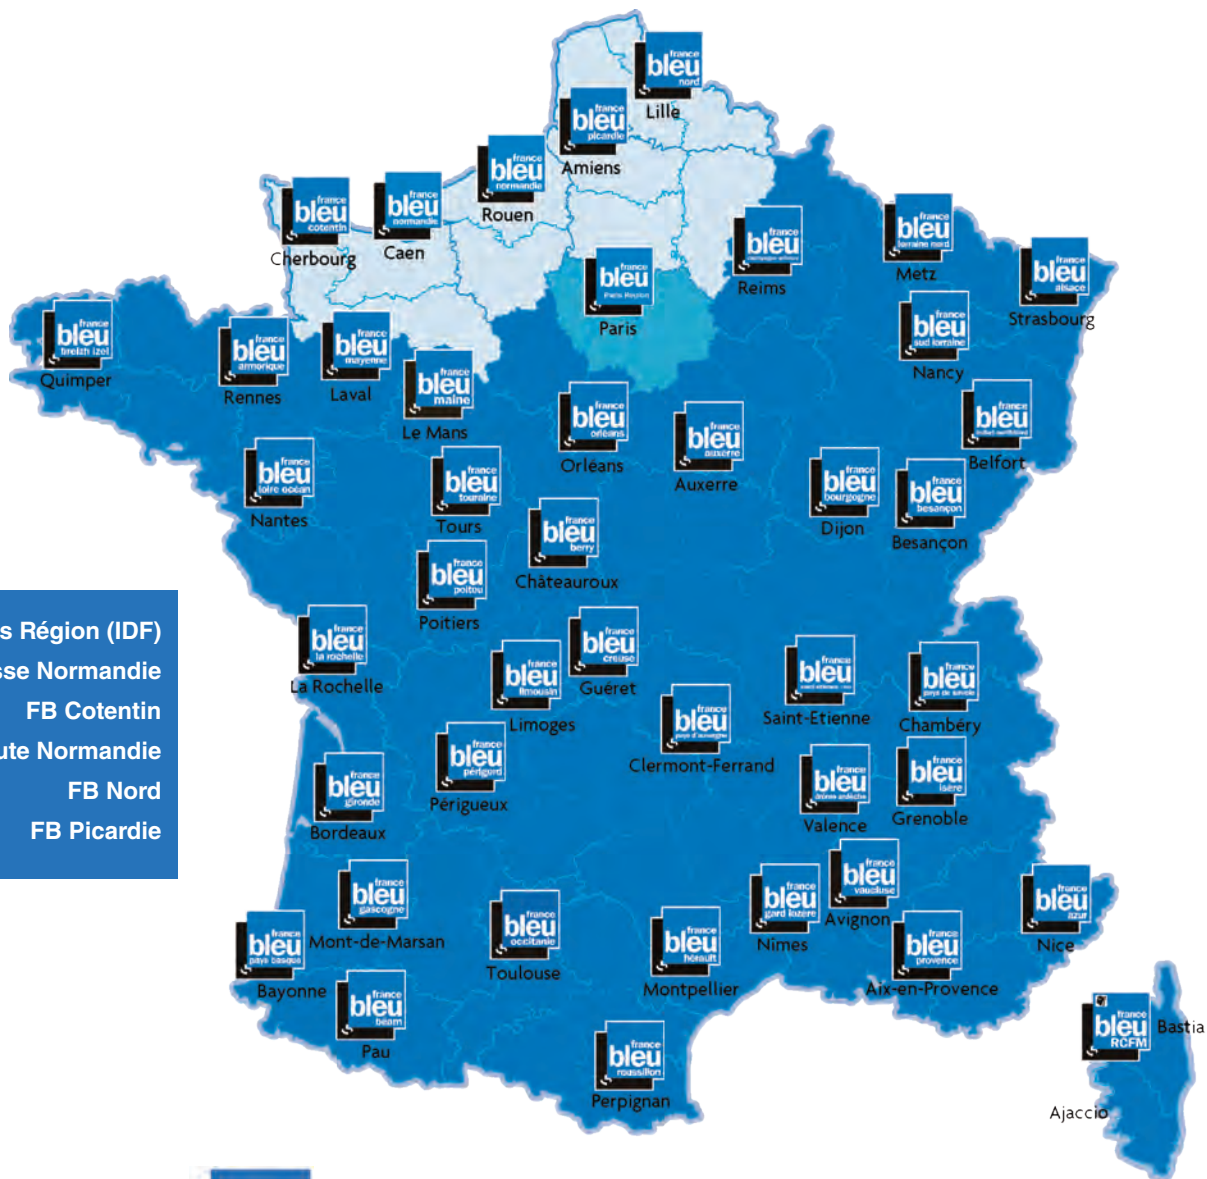 france
bleu
nord
Lille
france
bleu
picardie
Amiens
france
bleu
normandie
Rouen
france
bleu
cotentin
Cherbourg
france
bleu
normandie
Caen
france
bleu
Reims
france
bleu
lorraine nord
Metz
france
bleu
alsace
Strasbourg
france
bleu
Paris Région
Paris
france
bleu
breizh izel
Quimper
france
bleu
armorique
Rennes
france
bleu
mayenne
Laval
france
bleu
maine
Le Mans
france
bleu
sud lorraine
Nancy
france
bleu
orléans
Orléans
france
bleu
auxerre
Auxerre
france
bleu
Belfort
france
bleu
loire océan
Nantes
france
bleu
touraine
Tours
france
bleu
bourgogne
Dijon
france
bleu
besançon
Besançon
france
bleu
berry
Châteauroux
france
bleu
poitou
Poitiers
france
bleu
la rochelle
La Rochelle
france
bleu
creuse
Guéret
france
bleu
limousin
Limoges
france
bleu
Saint-Etienne
france
bleu
pays de savoie
Chambéry
france
bleu
pays d'auvergne
Clermont-Ferrand
france
bleu
périgord
Périgueux
france
bleu
gironde
Bordeaux
france
bleu
drôme ardèche
Valence
france
bleu
isère
Grenoble
s Région (IDF)
sse Normandie
FB Cotentin
ute Normandie
FB Nord
FB Picardie
france
bleu
gascogne
Mont-de-Marsan
france
bleu
occitanie
Toulouse
france
bleu
hérault
Montpellier
france
bleu
gard lozère
Nîmes
france
bleu
vaucluse
Avignon
france
bleu
provence
Aix-en-Provence
france
bleu
azur
Nice
france
bleu
pays basque
Bayonne
france
bleu
béarn
Pau
france
bleu
roussillon
Perpignan
france
bleu
RCFM
Bastia
Ajaccio